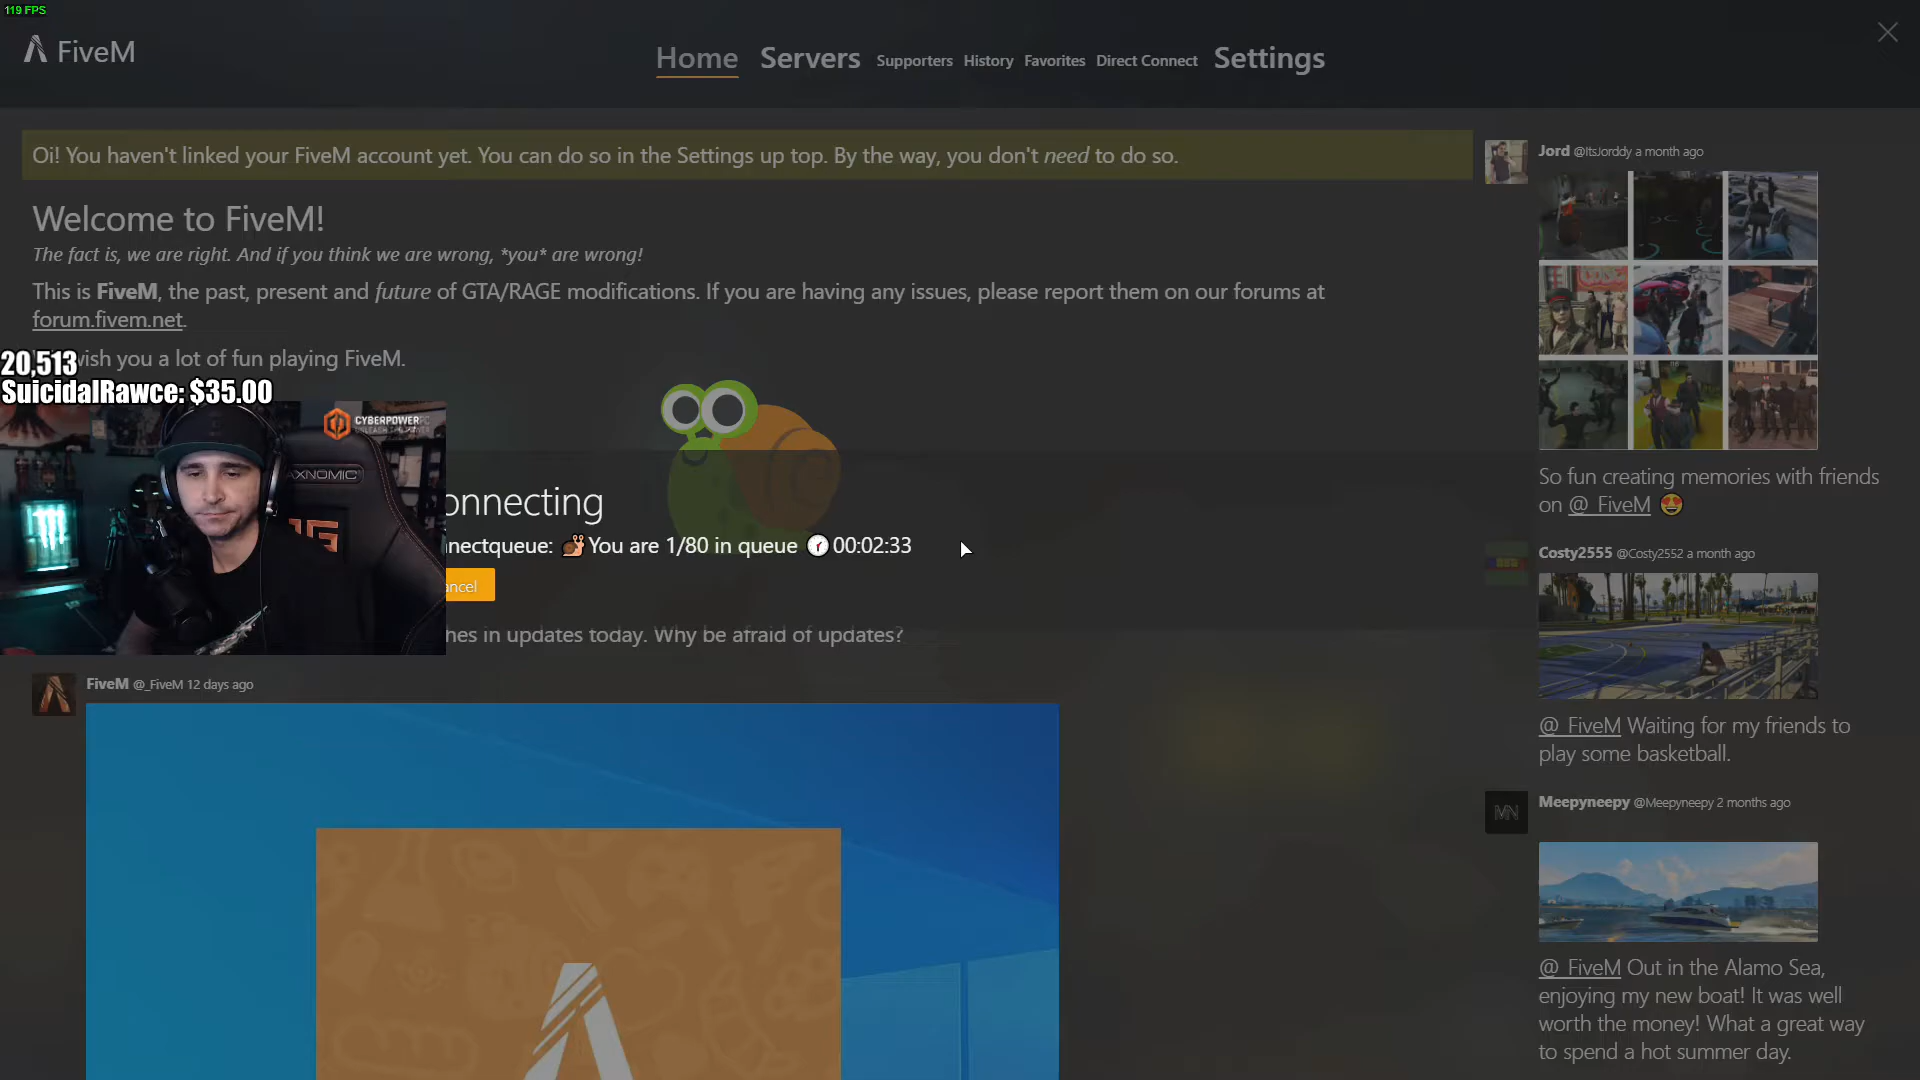 119 FPS
FiveM
Home Servers Supporters History Favorites Direct Connect Settings
Oi! You haven't linked your FiveM account yet. You can do so in the Settings up top. By the way, you don't need to do so.
Welcome to FiveM!
The fact is, we are right. And if you think we are wrong, *you* are wrong!
This is FiveM, the past, present and future of GTA/RAGE modifications. If you are having any issues, please report them on our forums at
forum.fivem.net.
wish you a lot of fun playing FiveM.
20,513
SuicidalRawce: $35.00
CYBERPOWERPC
AXNOMIC
onnecting
nnectqueue: 🐌You are 1/80 in queue 🕐00:02:33
ancel
hes in updates today. Why be afraid of updates?
FiveM @_FiveM 12 days ago
Jord @ItsJorddy a month ago
So fun creating memories with friends
on @_FiveM 😍
Costy2555 @Costy2552 a month ago
@_FiveM Waiting for my friends to
play some basketball.
MN
Meepyneepy @Meepyneepy 2 months ago
@_FiveM Out in the Alamo Sea,
enjoying my new boat! It was well
worth the money! What a great way
to spend a hot summer day.